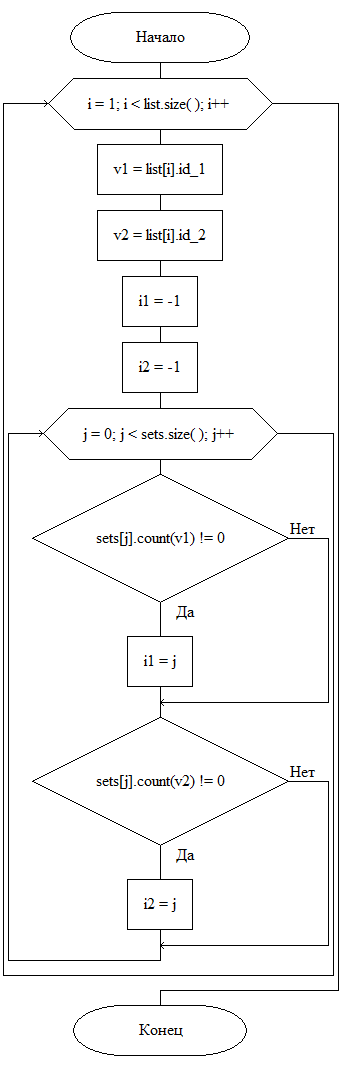 Начало
i = 1; i < list.size( ); i++
v1 = list[i].id_1
v2 = list[i].id_2
i1 = -1
i2 = -1
j = 0; j < sets.size( ); j++
sets[j].count(v1) != 0
Нет
Да
i1 = j
sets[j].count(v2) != 0
Нет
Да
i2 = j
Конец